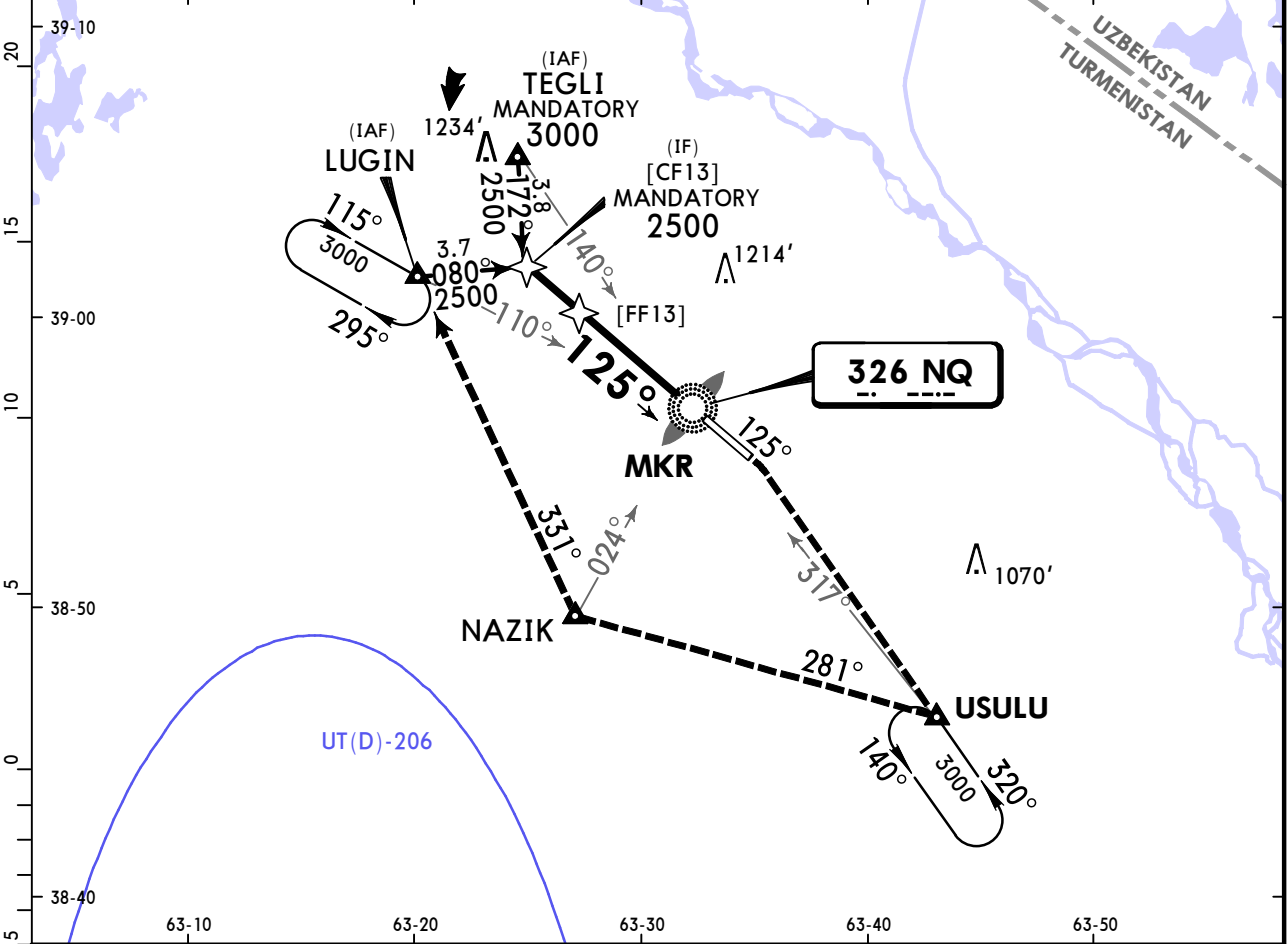 39-10
20
UZBEKISTAN
TURMENISTAN
(IAF)
TEGLI
MANDATORY
3000
1234'
(IAF)
LUGIN
(IF)
[CF13]
MANDATORY
2500
2500
172°
3.8
140°
1214'
15
115°
3000
295°
3.7
080°
2500
110°
[FF13]
39-00
125°
326 NQ
10
MKR
125°
331°
024°
317°
1070'
5
38-50
NAZIK
281°
USULU
UT(D)-206
140°
3000
320°
0
38-40
5
63-10
63-20
63-30
63-40
63-50